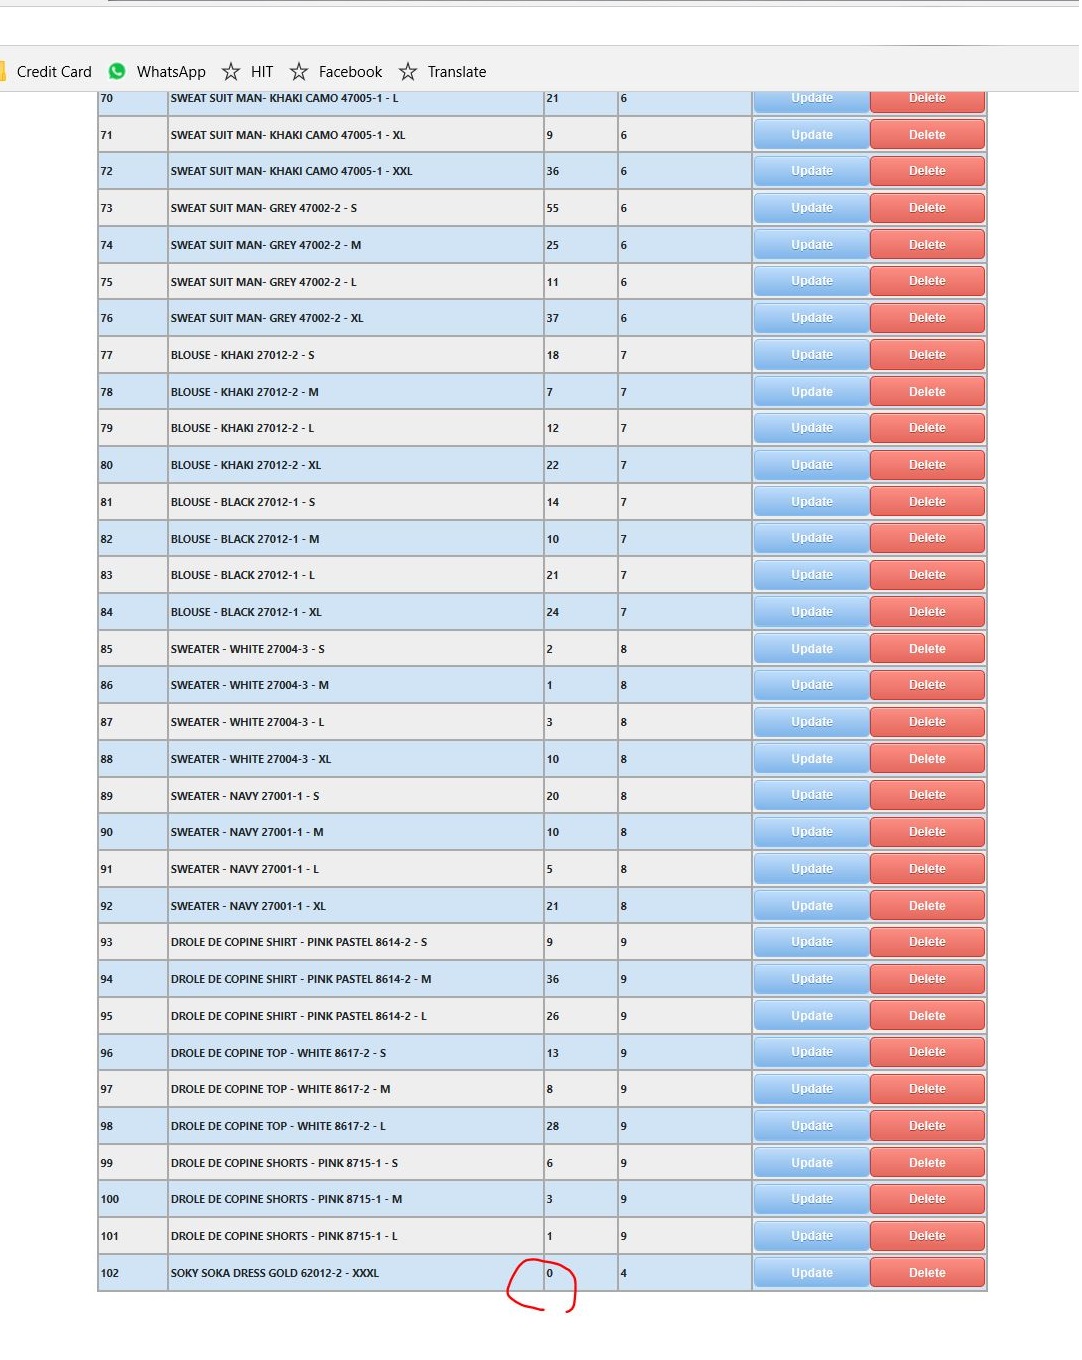 Credit Card WhatsApp HIT Facebook Translate
70 SWEAT SUIT MAN- KHAKI CAMO 47005-1 - L 21 6 Update Delete
71 SWEAT SUIT MAN- KHAKI CAMO 47005-1 - XL 9 6 Update Delete
72 SWEAT SUIT MAN- KHAKI CAMO 47005-1 - XXL 36 6 Update Delete
73 SWEAT SUIT MAN- GREY 47002-2 - S 55 6 Update Delete
74 SWEAT SUIT MAN- GREY 47002-2 - M 25 6 Update Delete
75 SWEAT SUIT MAN- GREY 47002-2 - L 11 6 Update Delete
76 SWEAT SUIT MAN- GREY 47002-2 - XL 37 6 Update Delete
77 BLOUSE - KHAKI 27012-2 - S 18 7 Update Delete
78 BLOUSE - KHAKI 27012-2 - M 7 7 Update Delete
79 BLOUSE - KHAKI 27012-2 - L 12 7 Update Delete
80 BLOUSE - KHAKI 27012-2 - XL 22 7 Update Delete
81 BLOUSE - BLACK 27012-1 - S 14 7 Update Delete
82 BLOUSE - BLACK 27012-1 - M 10 7 Update Delete
83 BLOUSE - BLACK 27012-1 - L 21 7 Update Delete
84 BLOUSE - BLACK 27012-1 - XL 24 7 Update Delete
85 SWEATER - WHITE 27004-3 - S 2 8 Update Delete
86 SWEATER - WHITE 27004-3 - M 1 8 Update Delete
87 SWEATER - WHITE 27004-3 - L 3 8 Update Delete
88 SWEATER - WHITE 27004-3 - XL 10 8 Update Delete
89 SWEATER - NAVY 27001-1 - S 20 8 Update Delete
90 SWEATER - NAVY 27001-1 - M 10 8 Update Delete
91 SWEATER - NAVY 27001-1 - L 5 8 Update Delete
92 SWEATER - NAVY 27001-1 - XL 21 8 Update Delete
93 DROLE DE COPINE SHIRT - PINK PASTEL 8614-2 - S 9 9 Update Delete
94 DROLE DE COPINE SHIRT - PINK PASTEL 8614-2 - M 36 9 Update Delete
95 DROLE DE COPINE SHIRT - PINK PASTEL 8614-2 - L 26 9 Update Delete
96 DROLE DE COPINE TOP - WHITE 8617-2 - S 13 9 Update Delete
97 DROLE DE COPINE TOP - WHITE 8617-2 - M 8 9 Update Delete
98 DROLE DE COPINE TOP - WHITE 8617-2 - L 28 9 Update Delete
99 DROLE DE COPINE SHORTS - PINK 8715-1 - S 6 9 Update Delete
100 DROLE DE COPINE SHORTS - PINK 8715-1 - M 3 9 Update Delete
101 DROLE DE COPINE SHORTS - PINK 8715-1 - L 1 9 Update Delete
102 SOKY SOKA DRESS GOLD 62012-2 - XXXL 0 4 Update Delete